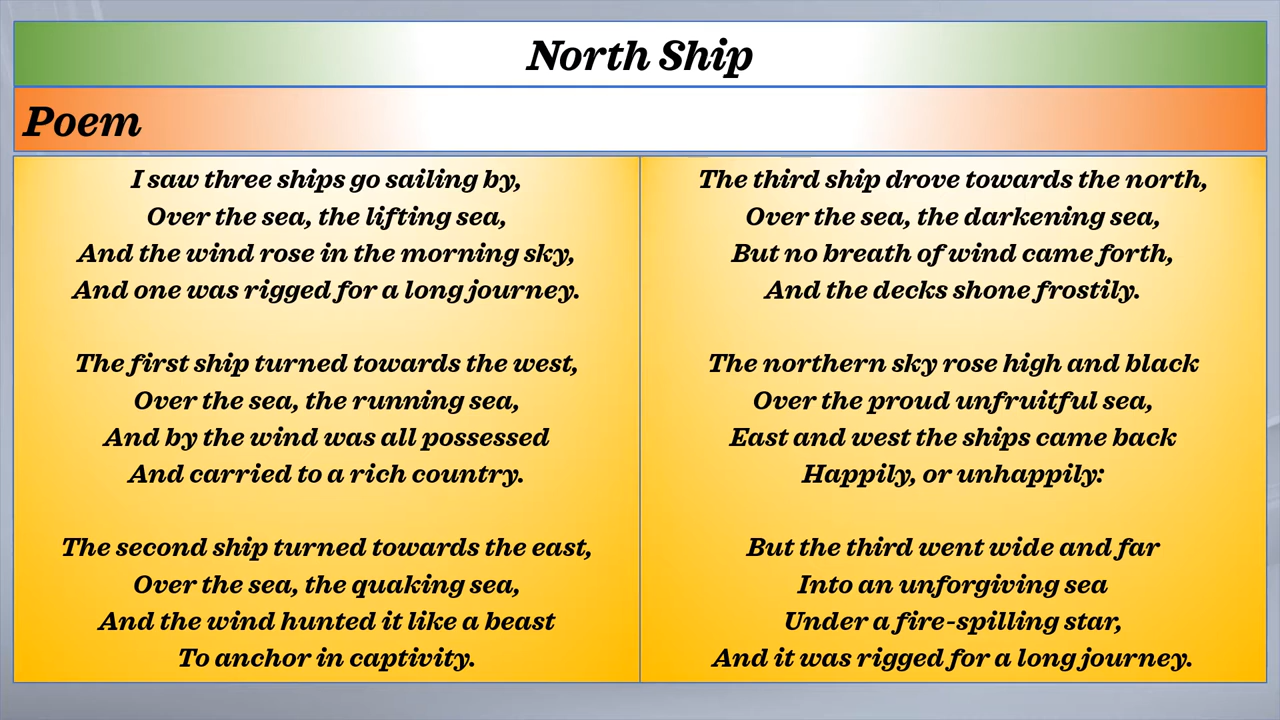 North Ship
Poem
I saw three ships go sailing by,
Over the sea, the lifting sea,
And the wind rose in the morning sky,
And one was rigged for a long journey.
The first ship turned towards the west,
Over the sea, the running sea,
And by the wind was all possessed
And carried to a rich country.
The second ship turned towards the east,
Over the sea, the quaking sea,
And the wind hunted it like a beast
To anchor in captivity.
The third ship drove towards the north,
Over the sea, the darkening sea,
But no breath of wind came forth,
And the decks shone frostily.
The northern sky rose high and black
Over the proud unfruitful sea,
East and west the ships came back
Happily, or unhappily:
But the third went wide and far
Into an unforgiving sea
Under a fire-spilling star,
And it was rigged for a long journey.